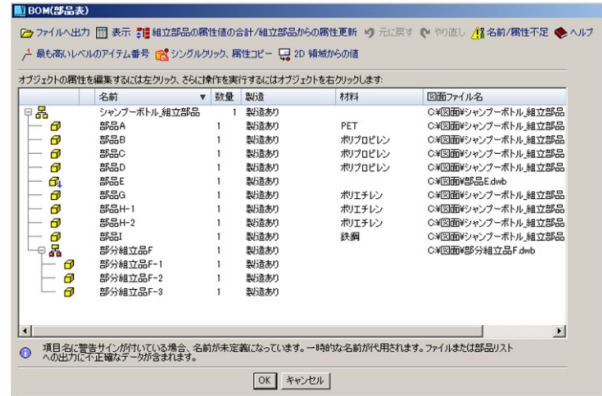 BOM(部品表)
ファイルへ出力 表示 組立部品の属性値の合計/組立部品からの属性更新 元に戻す やり直し 名前/属性不足 ヘルプ
最も高いレベルのアイテム番号 シングルクリック、属性コピー 2D 領域からの値
オブジェクトの属性を編集するには左クリック、さらに操作を実行するにはオブジェクトを右クリックします:
名前 ▼ 数量 製造 材料 図面ファイル名
シャンプーボトル_組立部品 1 製造あり C:¥図面¥シャンプーボトル_組立部品
部品A 1 製造あり PET C:¥図面¥シャンプーボトル_組立部品
部品B 1 製造あり ポリプロピレン C:¥図面¥シャンプーボトル_組立部品
部品C 1 製造あり ポリプロピレン C:¥図面¥シャンプーボトル_組立部品
部品D 1 製造あり ポリプロピレン C:¥図面¥シャンプーボトル_組立部品
部品E 1 製造あり C:¥図面¥部品E.dwb
部品G 1 製造あり ポリエチレン C:¥図面¥シャンプーボトル_組立部品
部品H-1 1 製造あり ポリエチレン C:¥図面¥シャンプーボトル_組立部品
部品H-2 1 製造あり ポリエチレン C:¥図面¥シャンプーボトル_組立部品
部品I 1 製造あり 鉄鋼 C:¥図面¥シャンプーボトル_組立部品
部分組立品F 1 製造あり C:¥図面¥部分組立品F.dwb
部分組立品F-1 1 製造あり
部分組立品F-2 1 製造あり
部分組立品F-3 1 製造あり
項目名に警告サインが付いている場合、名前が未定義になっています。一時的な名前が代用されます。ファイルまたは部品リスト
への出力に不正確なデータが含まれます。
OK キャンセル